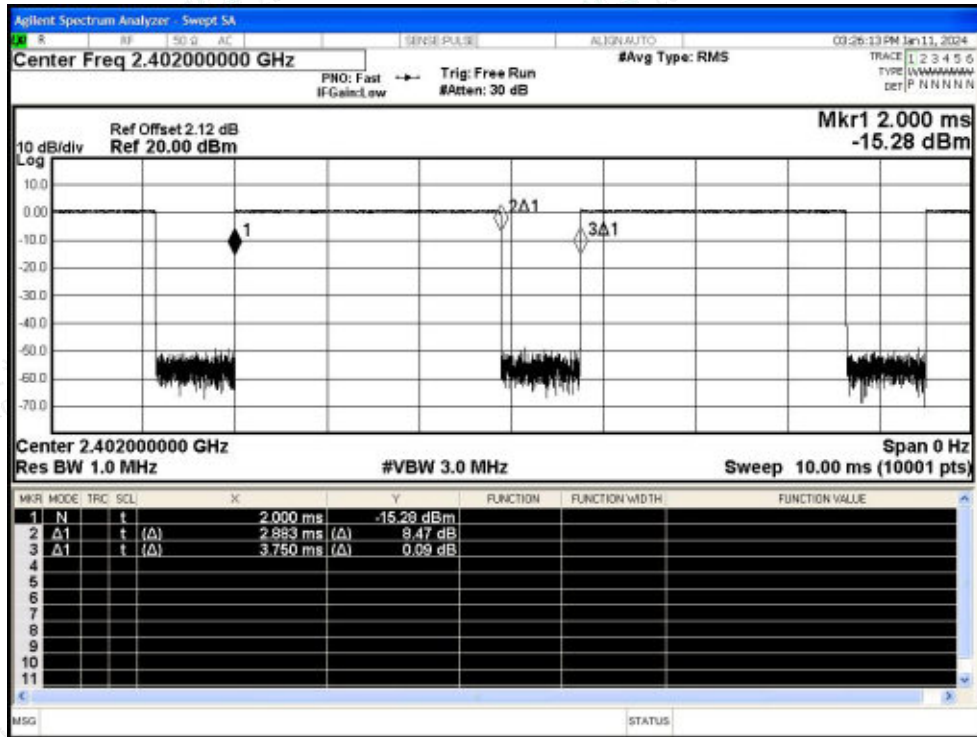 Agilent Spectrum Analyzer - Swept SA
R RF 50 Ω AC SENSE:PULSE ALIGNAUTO 03:26:13 PM Jan 11, 2024
Center Freq 2.402000000 GHz #Avg Type: RMS TRACE 1 2 3 4 5 6
PNO: Fast Trig: Free Run TYPE
IFGain:Low #Atten: 30 dB DET P N N N N N
Mkr1 2.000 ms
-15.28 dBm
Ref Offset 2.12 dB
10 dB/div Ref 20.00 dBm
Log
10.0
0.00
-10.0
-20.0
-30.0
-40.0
-50.0
-60.0
-70.0
1
2Δ1
3Δ1
Center 2.402000000 GHz Span 0 Hz
Res BW 1.0 MHz #VBW 3.0 MHz Sweep 10.00 ms (10001 pts)
MKR MODE TRC SCL X Y FUNCTION FUNCTION WIDTH FUNCTION VALUE
1 N t 2.000 ms -15.28 dBm
2 Δ1 t (Δ) 2.883 ms (Δ) 8.47 dB
3 Δ1 t (Δ) 3.750 ms (Δ) 0.09 dB
4
5
6
7
8
9
10
11
MSG STATUS